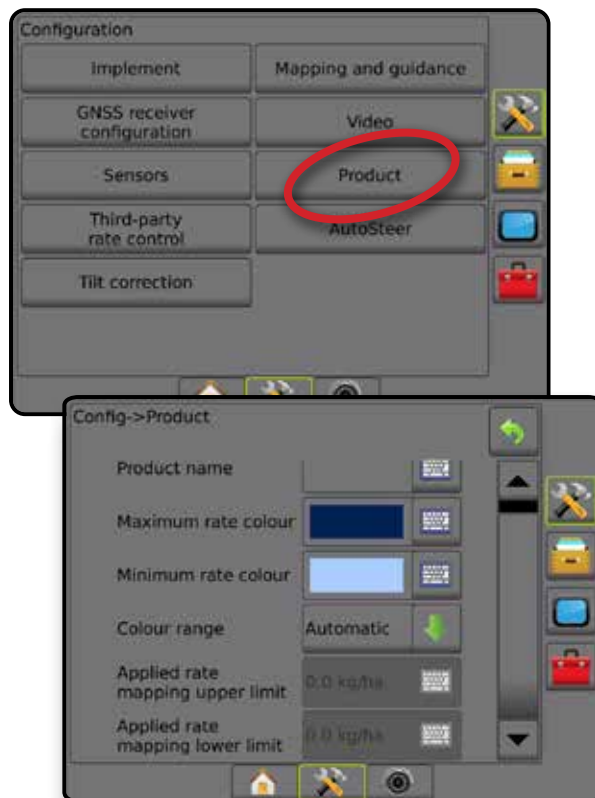 Configuration
Implement
Mapping and guidance
GNSS receiver
configuration
Video
Sensors
Product
Third-party
rate control
AutoSteer
Tilt correction
Config->Product
Product name
Maximum rate colour
Minimum rate colour
Colour range
Automatic
Applied rate
mapping upper limit
0.0 kg/ha
Applied rate
mapping lower limit
0.0 kg/ha